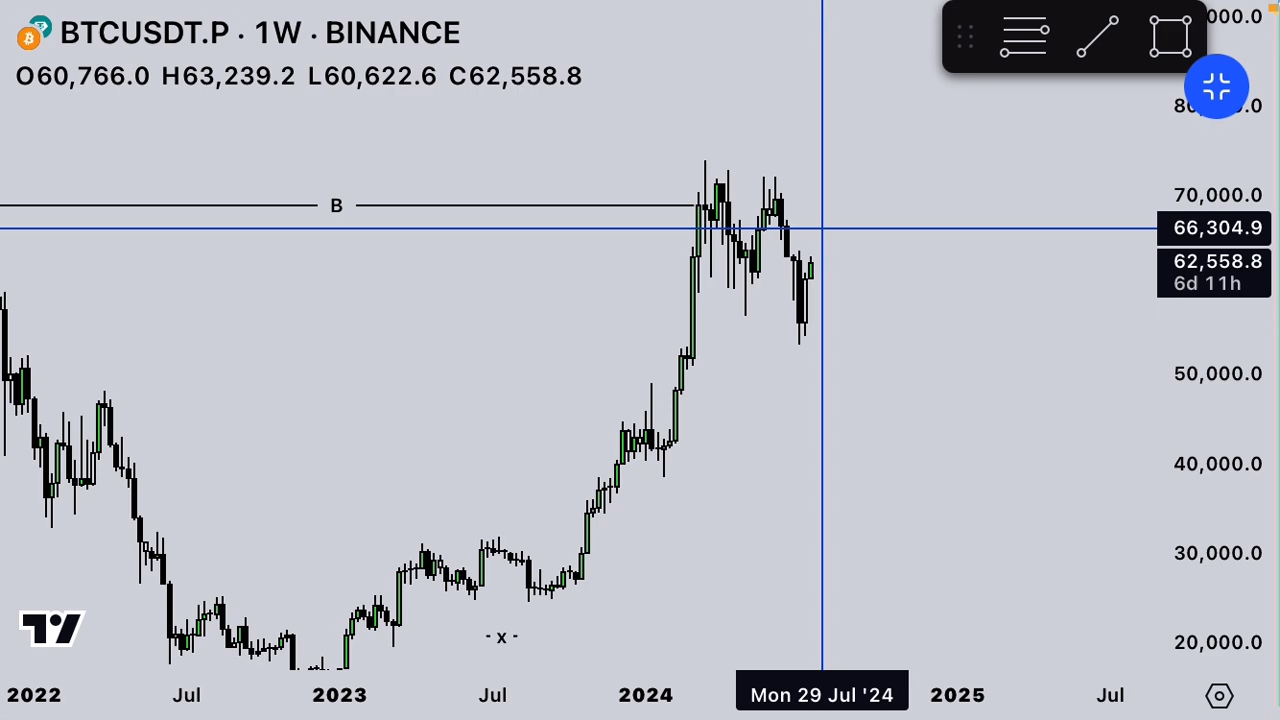 BTCUSDT.P · 1W · BINANCE
O60,766.0 H63,239.2 L60,622.6 C62,558.8
B
70,000.0
66,304.9
62,558.8
6d 11h
50,000.0
40,000.0
30,000.0
20,000.0
- x -
2022 Jul 2023 Jul 2024 Mon 29 Jul '24 2025 Jul